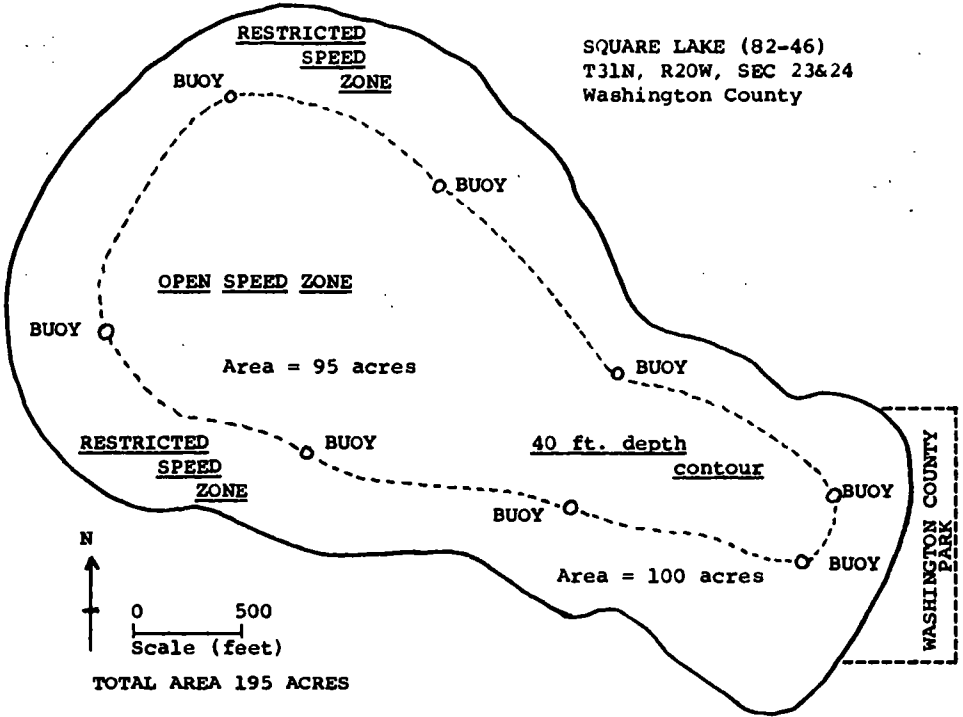 RESTRICTED
SPEED
ZONE
SQUARE LAKE (82-46)
T31N, R20W, SEC 23&24
Washington County
BUOY
BUOY
OPEN SPEED ZONE
BUOY
Area = 95 acres
BUOY
RESTRICTED
SPEED
ZONE
BUOY
40 ft. depth
contour
BUOY
BUOY
BUOY
Area = 100 acres
WASHINGTON COUNTY
PARK
N
0 500
Scale (feet)
TOTAL AREA 195 ACRES